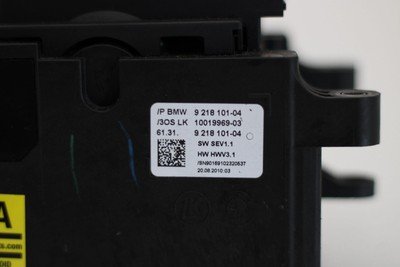 /P BMW 9 218 101-04
/3OS LK 10019969-03
61.31. 9 218 101-04
SW SEV1.1
HW HWV3.1
/SN90169102320537
20.08.2010;03
A